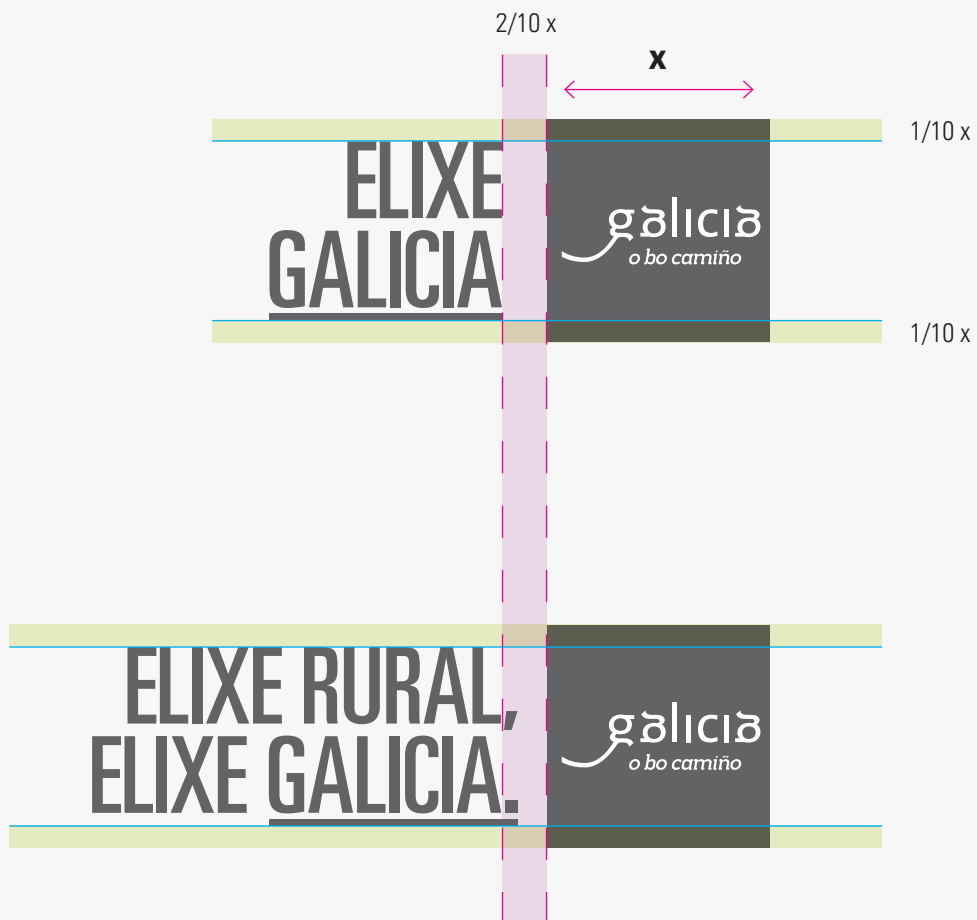 2/10 x
x
1/10 x
ELIXE
GALICIA
galicia
o bo camiño
1/10 x
ELIXE RURAL,
ELIXE GALICIA.
galicia
o bo camiño